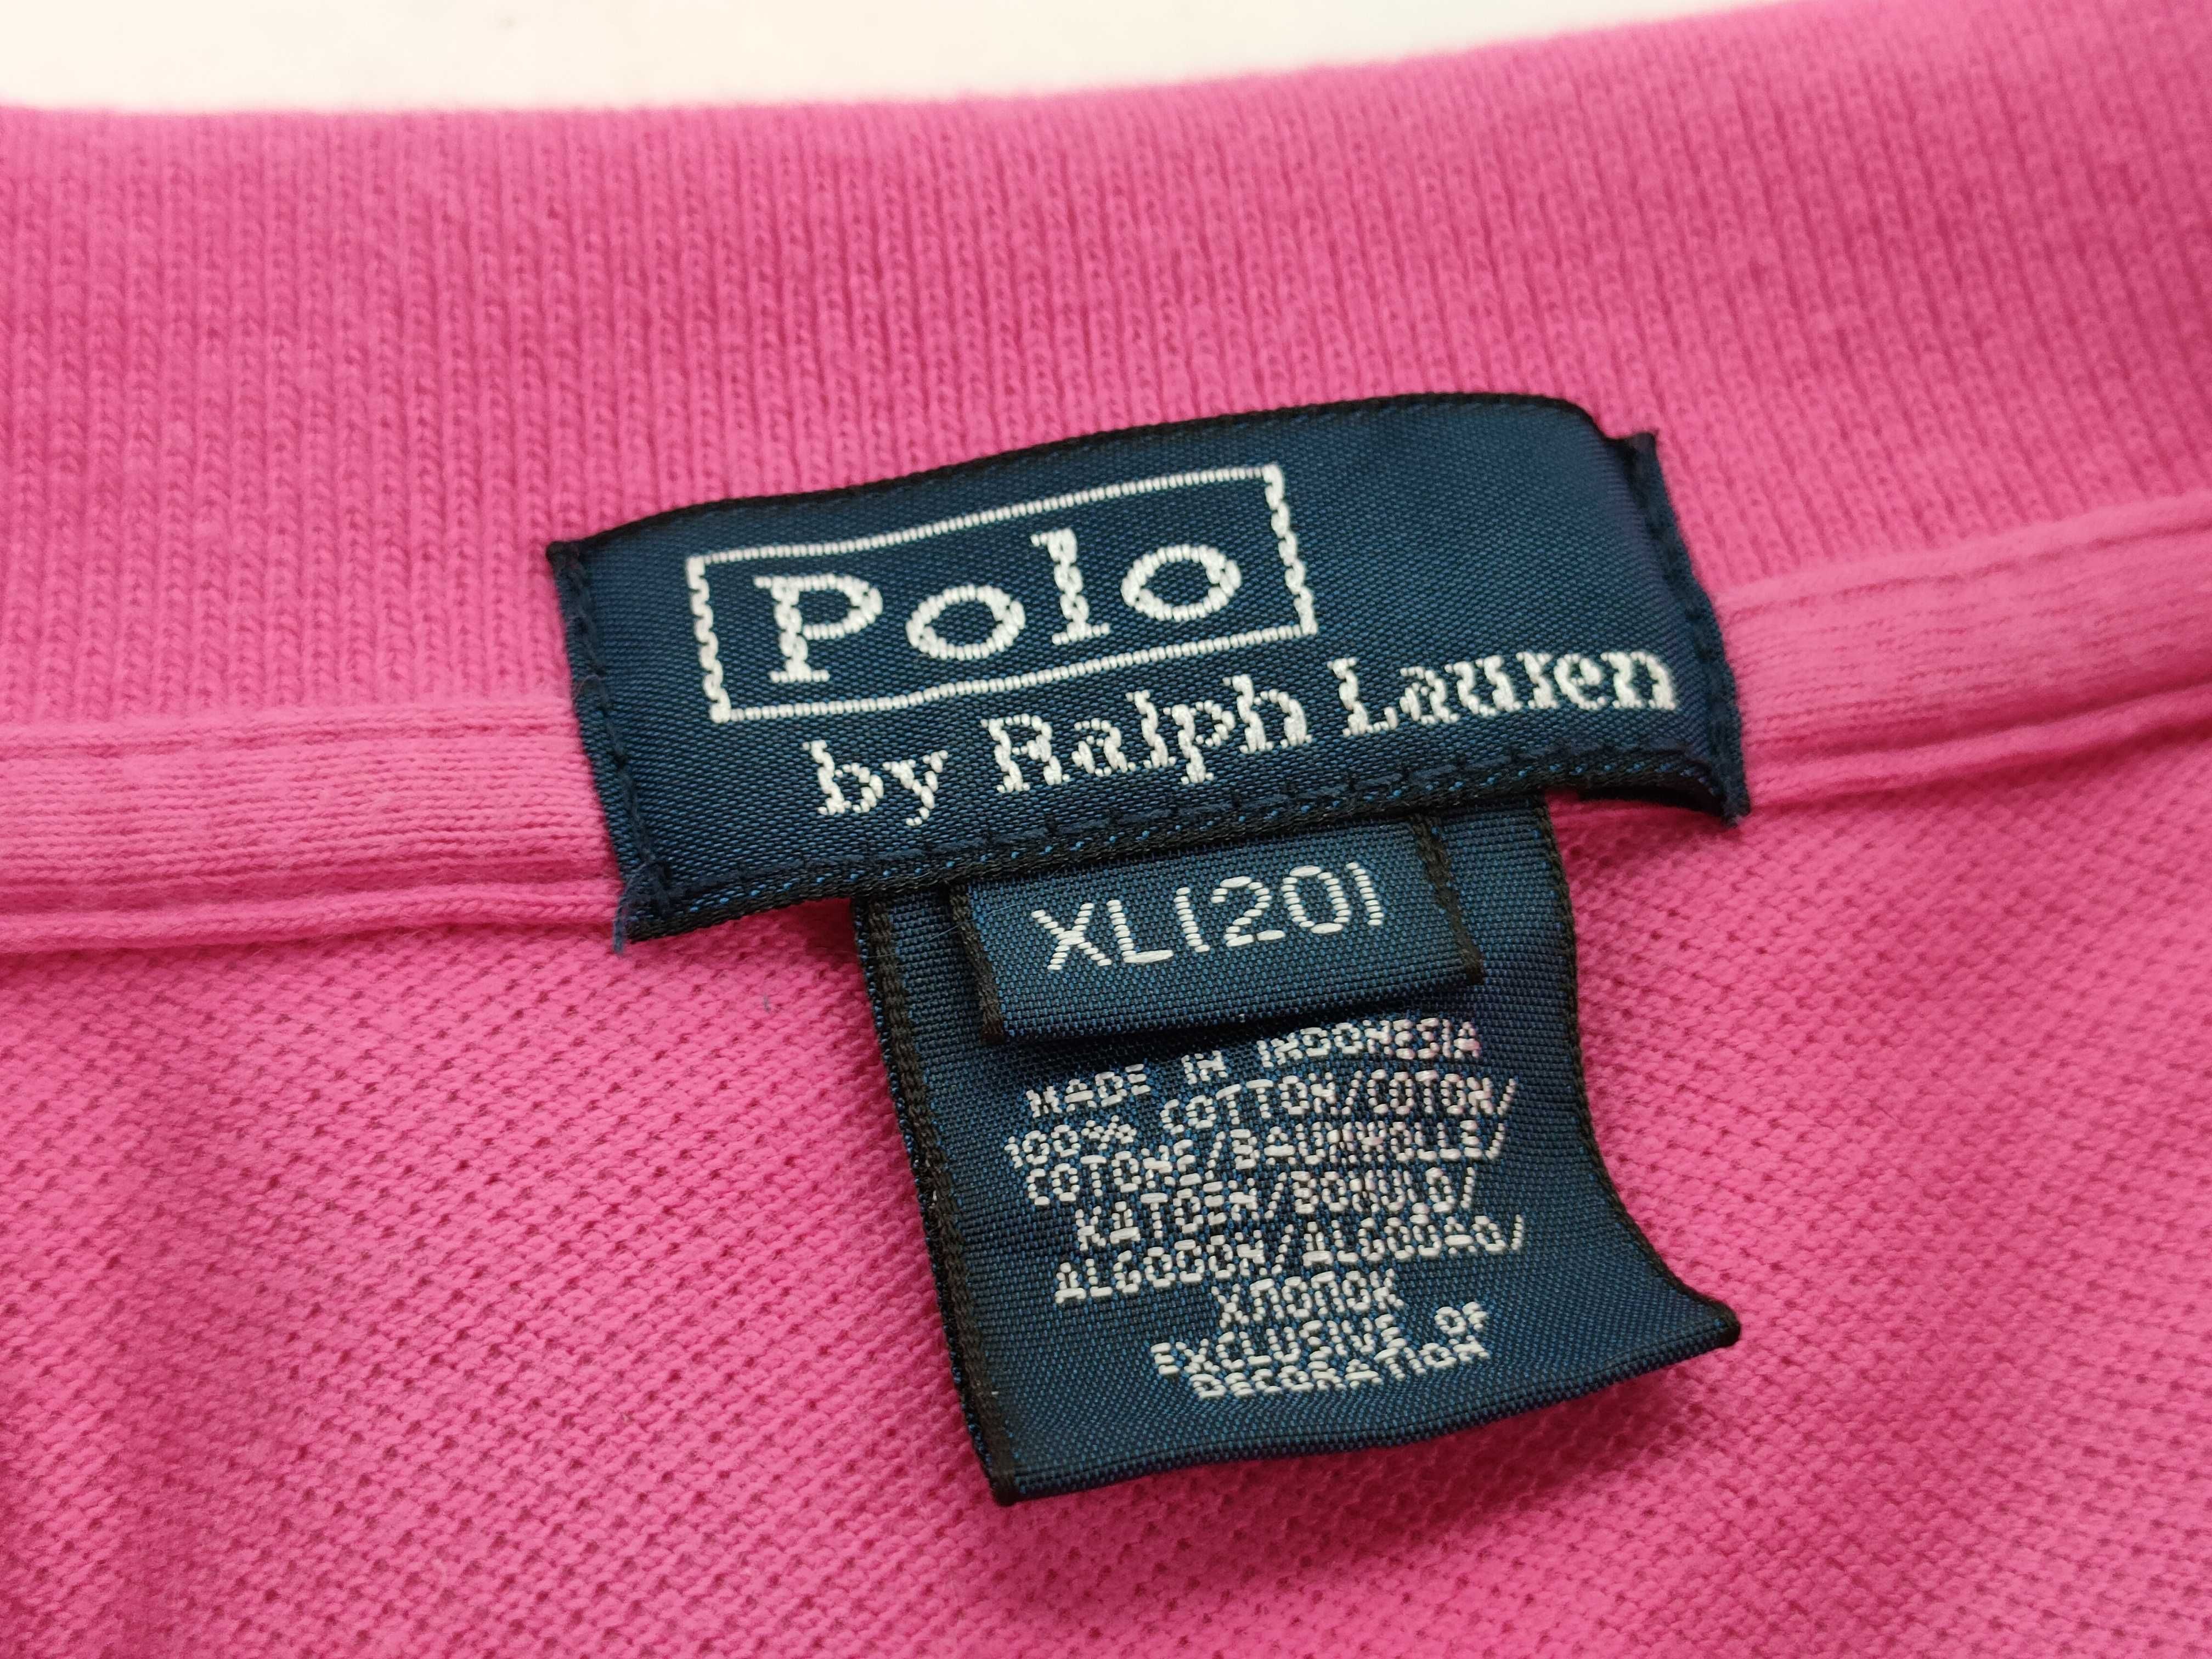 Polo
by Ralph Lauren
XL(20)
MADE IN INDONESIA
100% COTTON/COTON/
COTONE/BAUMWOLLE/
KATOEN/BOMULD/
ALGODON/ALGODAO/
ХЛОПОК
EXCLUSIVE OF
DECORATION